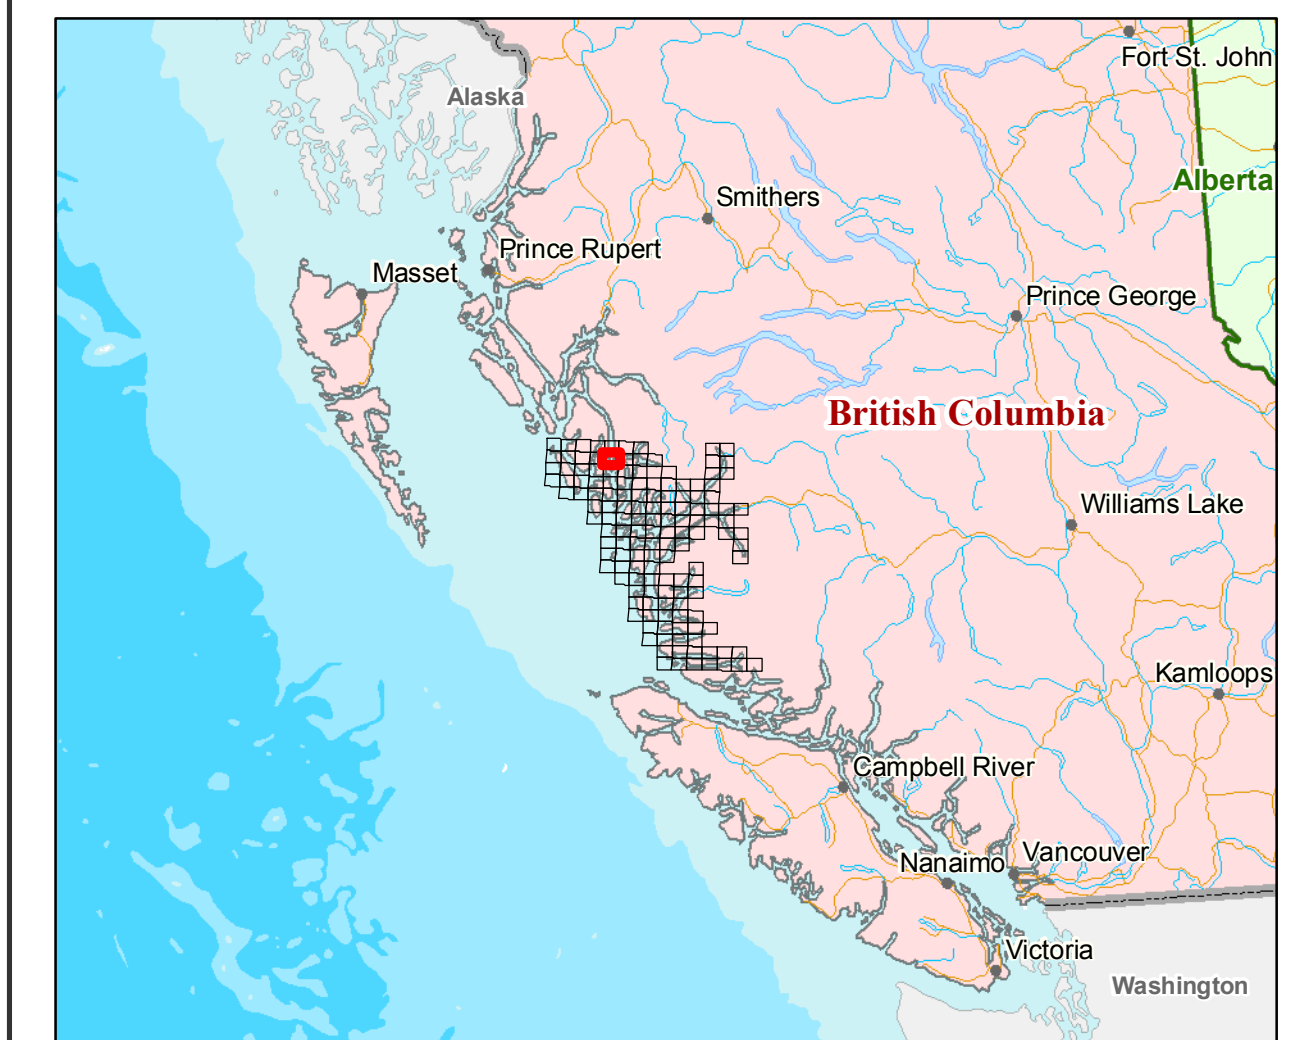 Fort St. John
Alaska
Alberta
Smithers
Prince Rupert
Masset
Prince George
British Columbia
Williams Lake
Kamloops
Campbell River
Vancouver
Nanaimo
Victoria
Washington